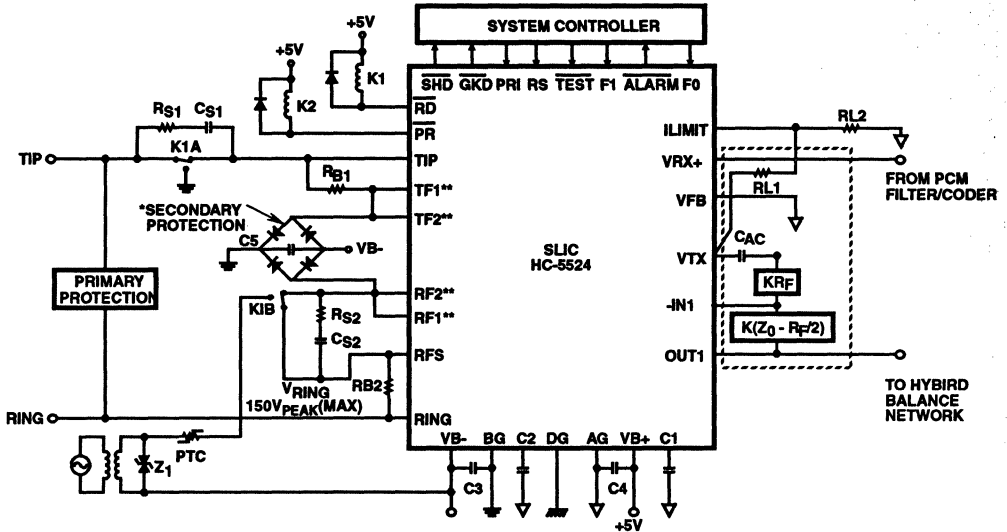 SYSTEM CONTROLLER
+5V
+5V
K1
K2
SHD GKD PRI RS TEST F1 ALARM F0
RD
PR
RS1 CS1
K1A
TIP
TIP
RB1
TF1**
TF2**
*SECONDARY
PROTECTION
C5
VB-
PRIMARY
PROTECTION
KIB
RF2**
RF1**
RS2
CS2
RFS
RB2
VRING
150VPEAK(MAX)
RING
RING
PTC
Z1
SLIC
HC-5524
ILIMIT
RL2
VRX+
FROM PCM
FILTER/CODER
RL1
VFB
CAC
VTX
KRF
-IN1
K(Z0 - RF/2)
OUT1
TO HYBIRD
BALANCE
NETWORK
VB- BG C2 DG AG VB+ C1
C3
C4
+5V